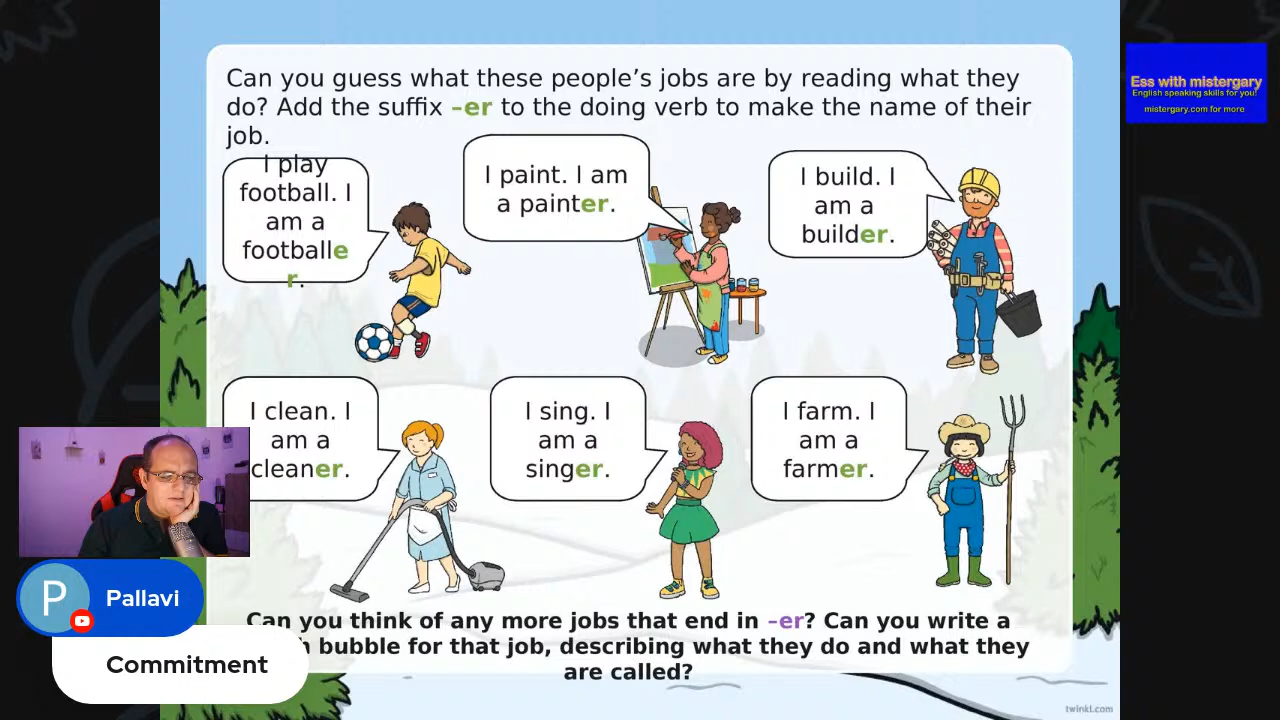 Can you guess what these people’s jobs are by reading what they
do? Add the suffix –er to the doing verb to make the name of their
job.
I play
football. I
am a
footballe
r.
I paint. I am
a painter.
I build. I
am a
builder.
I clean. I
am a
cleaner.
I sing. I
am a
singer.
I farm. I
am a
farmer.
Can you think of any more jobs that end in –er? Can you write a
bubble for that job, describing what they do and what they
are called?
Ess with mistergary
English speaking skills for you!
mistergary.com for more
P
Pallavi
Commitment
twinkl.com